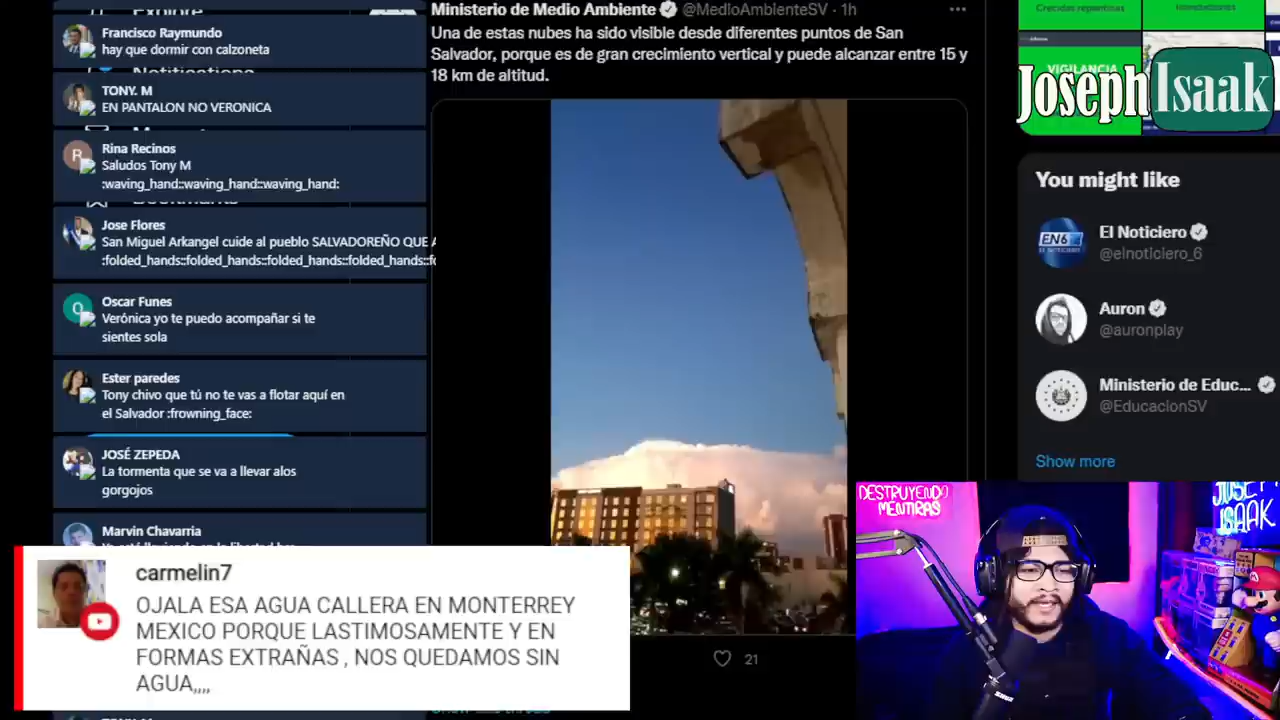 Explore
Francisco Raymundo
hay que dormir con calzoneta
Notifications
TONY. M
EN PANTALON NO VERONICA
Rina Recinos
Saludos Tony M
:waving_hand::waving_hand::waving_hand:
Bookmarks
Jose Flores
San Miguel Arkangel cuide al pueblo SALVADOREÑO QUE
:folded_hands::folded_hands::folded_hands::folded_hands:
Oscar Funes
Verónica yo te puedo acompañar si te
sientes sola
Ester paredes
Tony chivo que tú no te vas a flotar aquí en
el Salvador :frowning_face:
JOSÉ ZEPEDA
La tormenta que se va a llevar alos
gorgojos
Marvin Chavarria
carmelin7
OJALA ESA AGUA CALLERA EN MONTERREY
MEXICO PORQUE LASTIMOSAMENTE Y EN
FORMAS EXTRAÑAS , NOS QUEDAMOS SIN
AGUA,,,,
Ministerio de Medio Ambiente @MedioAmbienteSV · 1h
Una de estas nubes ha sido visible desde diferentes puntos de San
Salvador, porque es de gran crecimiento vertical y puede alcanzar entre 15 y
18 km de altitud.
21
VIGILANCIA
Joseph Isaak
You might like
El Noticiero
@elnoticiero_6
EN6
Auron
@auronplay
Ministerio de Educ...
@EducacionSV
Show more
DESTRUYENDO
MENTIRAS
JOSEPH
ISAAK